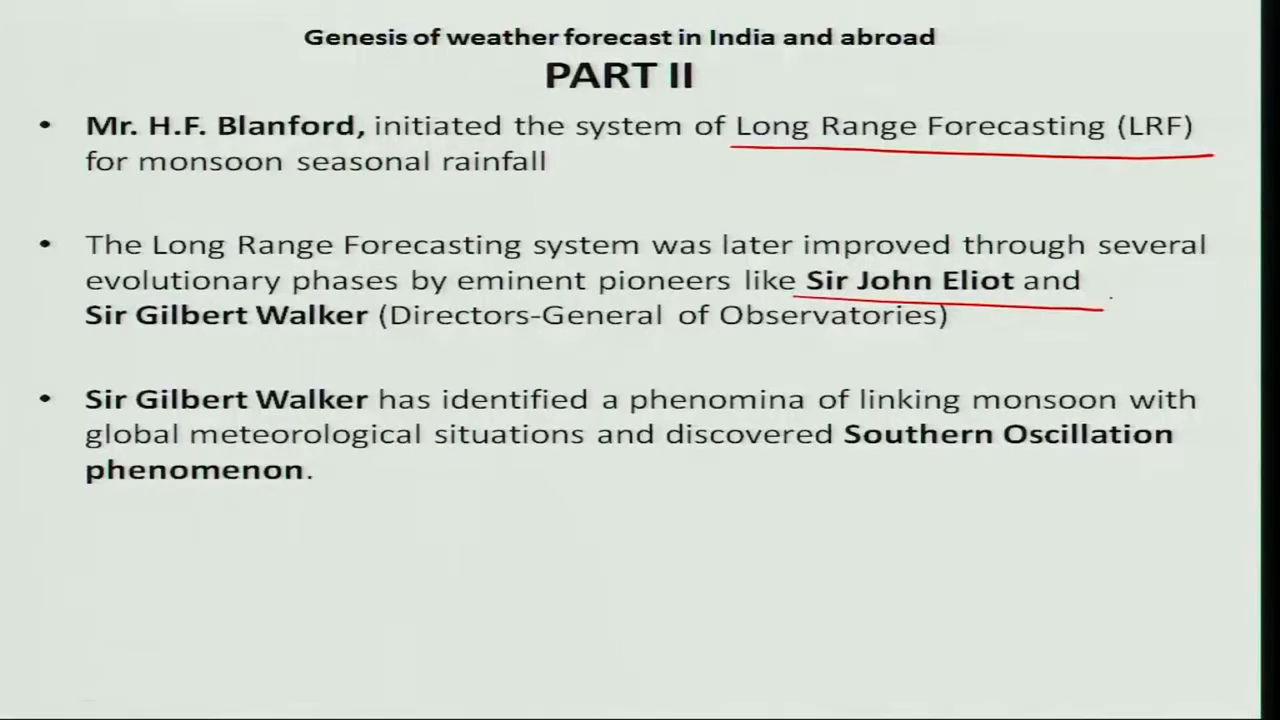 Genesis of weather forecast in India and abroad
PART II
• Mr. H.F. Blanford, initiated the system of Long Range Forecasting (LRF)
for monsoon seasonal rainfall
• The Long Range Forecasting system was later improved through several
evolutionary phases by eminent pioneers like Sir John Eliot and
Sir Gilbert Walker (Directors-General of Observatories)
• Sir Gilbert Walker has identified a phenomina of linking monsoon with
global meteorological situations and discovered Southern Oscillation
phenomenon.